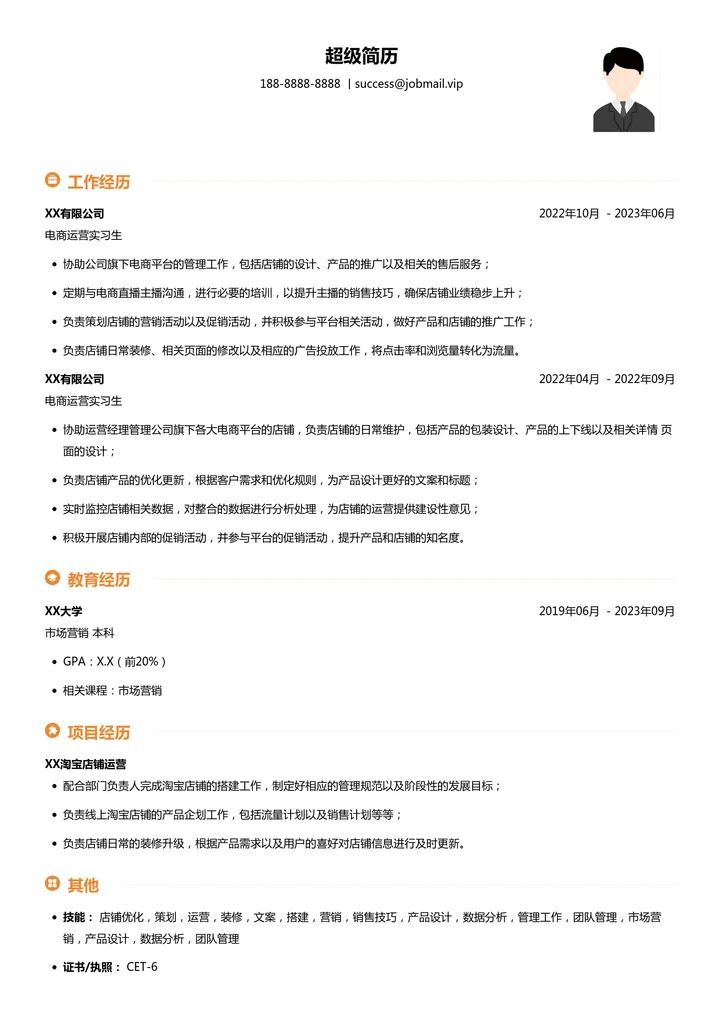 超级简历
188-8888-8888 | success@jobmail.vip
工作经历
XX有限公司 2022年10月 - 2023年06月
电商运营实习生
协助公司旗下电商平台的管理工作，包括店铺的设计、产品的推广以及相关的售后服务；
定期与电商直播主播沟通，进行必要的培训，以提升主播的销售技巧，确保店铺业绩稳步上升；
负责策划店铺的营销活动以及促销活动，并积极参与平台相关活动，做好产品和店铺的推广工作；
负责店铺日常装修、相关页面的修改以及相应的广告投放工作，将点击率和浏览量转化为流量。
XX有限公司 2022年04月 - 2022年09月
电商运营实习生
协助运营经理管理公司旗下各大电商平台的店铺，负责店铺的日常维护，包括产品的包装设计、产品的上下线以及相关详情 页
面的设计；
负责店铺产品的优化更新，根据客户需求和优化规则，为产品设计更好的文案和标题；
实时监控店铺相关数据，对整合的数据进行分析处理，为店铺的运营提供建设性意见；
积极开展店铺内部的促销活动，并参与平台的促销活动，提升产品和店铺的知名度。
教育经历
XX大学 2019年06月 - 2023年09月
市场营销 本科
GPA：X.X（前20%）
相关课程：市场营销
项目经历
XX淘宝店铺运营
配合部门负责人完成淘宝店铺的搭建工作，制定好相应的管理规范以及阶段性的发展目标；
负责线上淘宝店铺的产品企划工作，包括流量计划以及销售计划等等；
负责店铺日常的装修升级，根据产品需求以及用户的喜好对店铺信息进行及时更新。
其他
技能： 店铺优化，策划，运营，装修，文案，搭建，营销，销售技巧，产品设计，数据分析，管理工作，团队管理，市场营
销，产品设计，数据分析，团队管理
证书/执照： CET-6